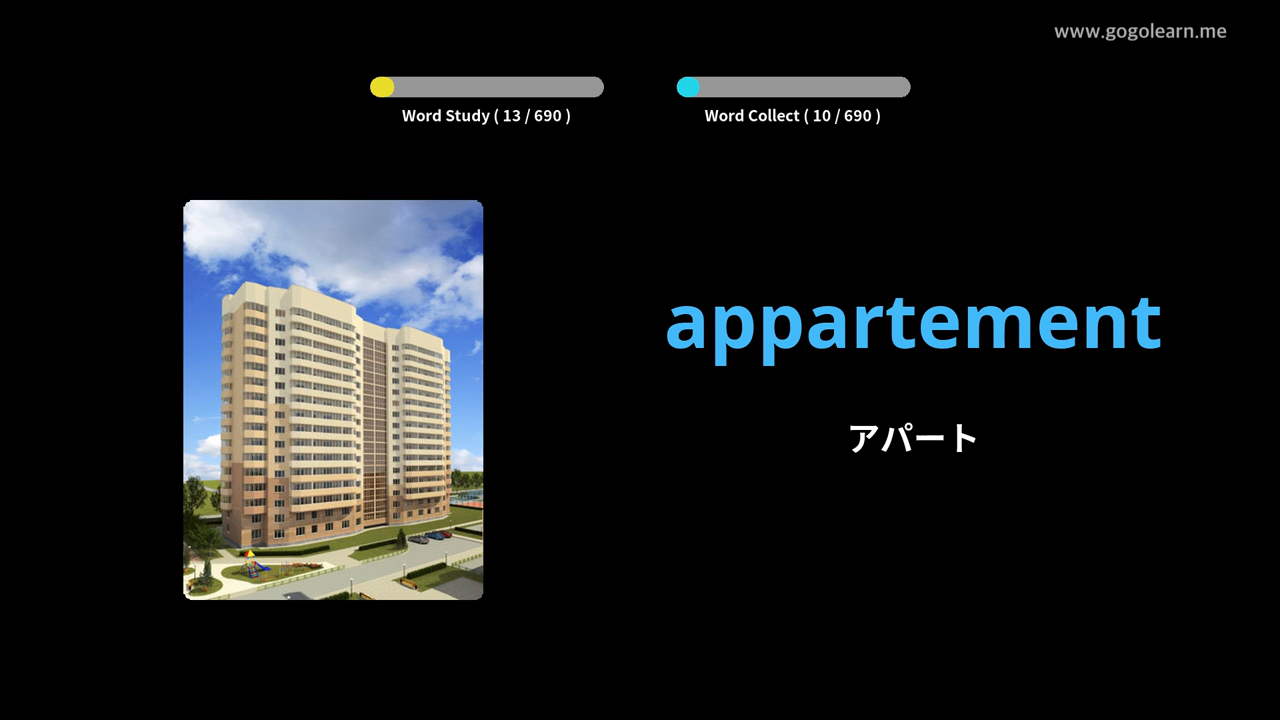 www.gogolearn.me
Word Study ( 13 / 690 )
Word Collect ( 10 / 690 )
appartement
アパート